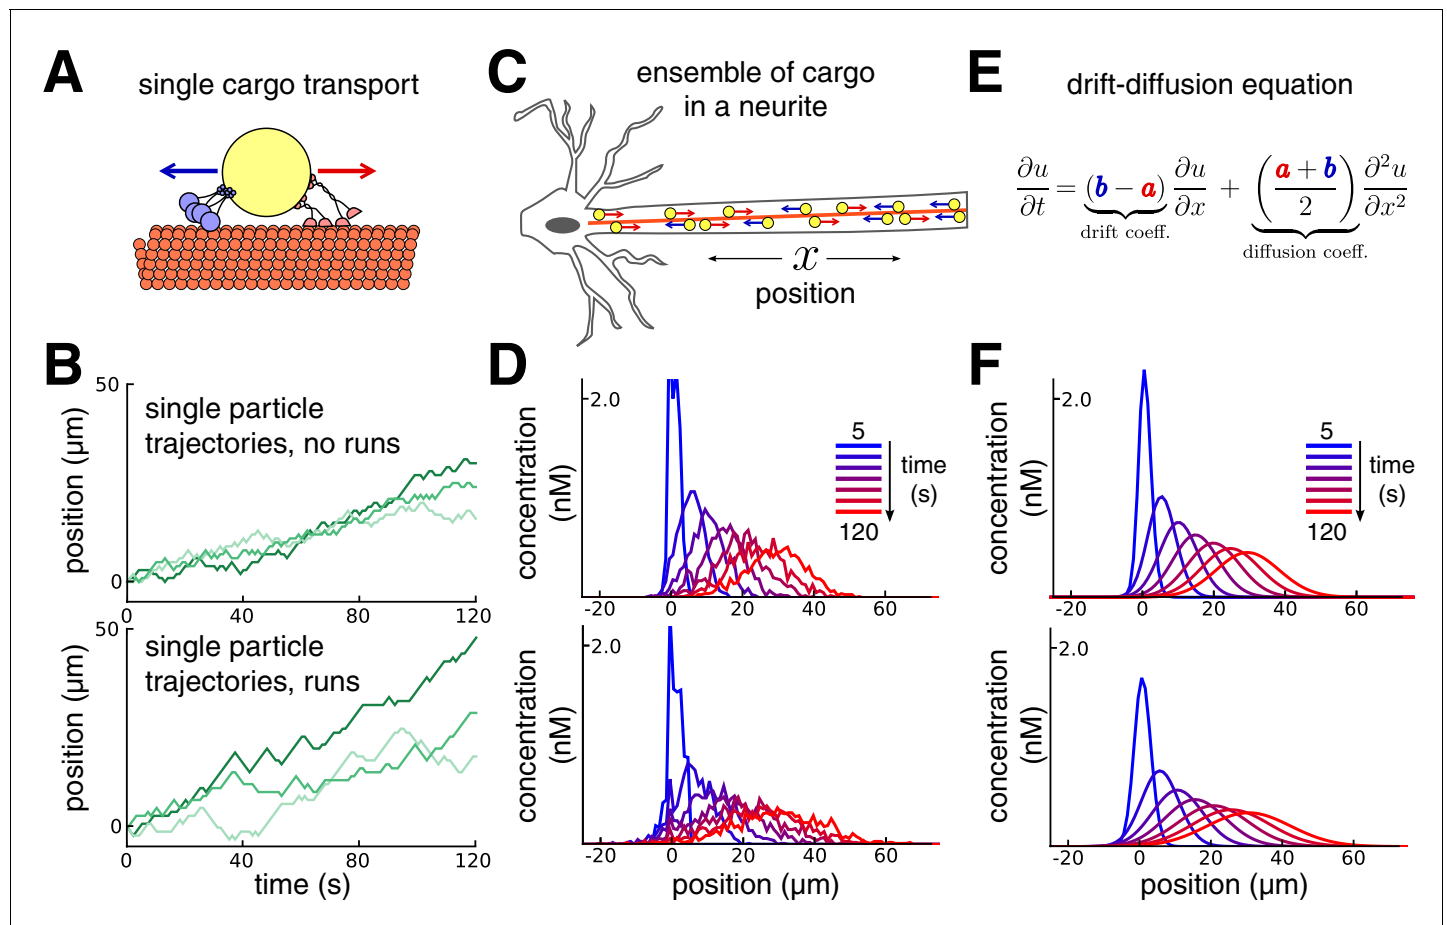 A
single cargo transport
B
50
0
position (µm)
single particle
trajectories, no runs
0 40 80 120
50
0
position (µm)
single particle
trajectories, runs
0 40 80 120
time (s)
C
ensemble of cargo
in a neurite
x
position
D
concentration
(nM)
2.0
5
time
(s)
120
-20 0 20 40 60
concentration
(nM)
2.0
-20 0 20 40 60
position (µm)
E
drift-diffusion equation
∂u/∂t = (b − a) ∂u/∂x + ((a + b)/2) ∂²u/∂x²
drift coeff.
diffusion coeff.
F
concentration
(nM)
2.0
5
time
(s)
120
-20 0 20 40 60
concentration
(nM)
2.0
-20 0 20 40 60
position (µm)